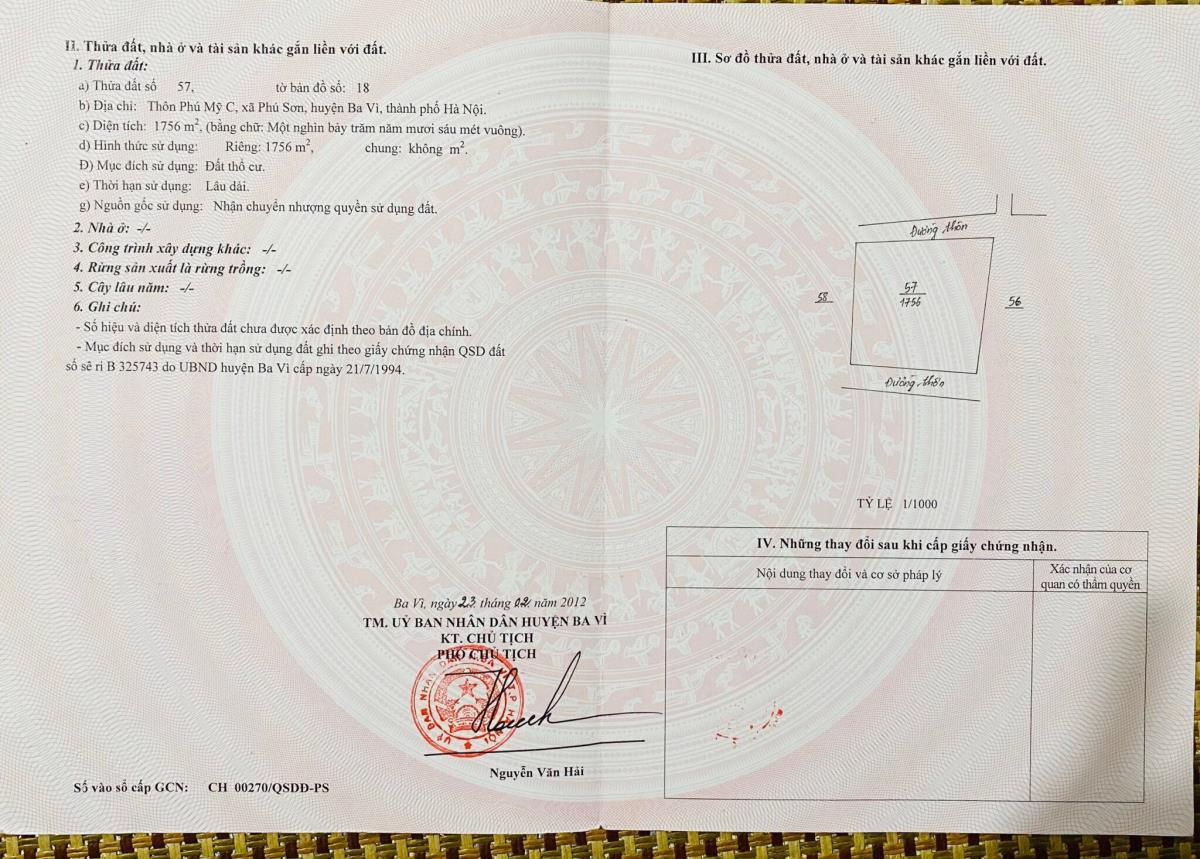 II. Thửa đất, nhà ở và tài sản khác gắn liền với đất.
1. Thửa đất:
a) Thửa đất số 57, tờ bản đồ số: 18
b) Địa chỉ: Thôn Phú Mỹ C, xã Phú Sơn, huyện Ba Vì, thành phố Hà Nội.
c) Diện tích: 1756 m², (bằng chữ: Một nghìn bảy trăm năm mươi sáu mét vuông).
d) Hình thức sử dụng: Riêng: 1756 m², chung: không m².
Đ) Mục đích sử dụng: Đất thổ cư.
e) Thời hạn sử dụng: Lâu dài.
g) Nguồn gốc sử dụng: Nhận chuyển nhượng quyền sử dụng đất.
2. Nhà ở: -/-
3. Công trình xây dựng khác: -/-
4. Rừng sản xuất là rừng trồng: -/-
5. Cây lâu năm: -/-
6. Ghi chú:
- Số hiệu và diện tích thửa đất chưa được xác định theo bản đồ địa chính.
- Mục đích sử dụng và thời hạn sử dụng đất ghi theo giấy chứng nhận QSD đất
số sê ri B 325743 do UBND huyện Ba Vì cấp ngày 21/7/1994.
Ba Vì, ngày 23 tháng 02 năm 2012
TM. UỶ BAN NHÂN DÂN HUYỆN BA VÌ
KT. CHỦ TỊCH
PHÓ CHỦ TỊCH
Nguyễn Văn Hải
Số vào sổ cấp GCN: CH 00270/QSDĐ-PS
III. Sơ đồ thửa đất, nhà ở và tài sản khác gắn liền với đất.
Đường thôn
58
57
1756
56
Đường thôn
TỶ LỆ 1/1000
IV. Những thay đổi sau khi cấp giấy chứng nhận.
Nội dung thay đổi và cơ sở pháp lý
Xác nhận của cơ
quan có thẩm quyền